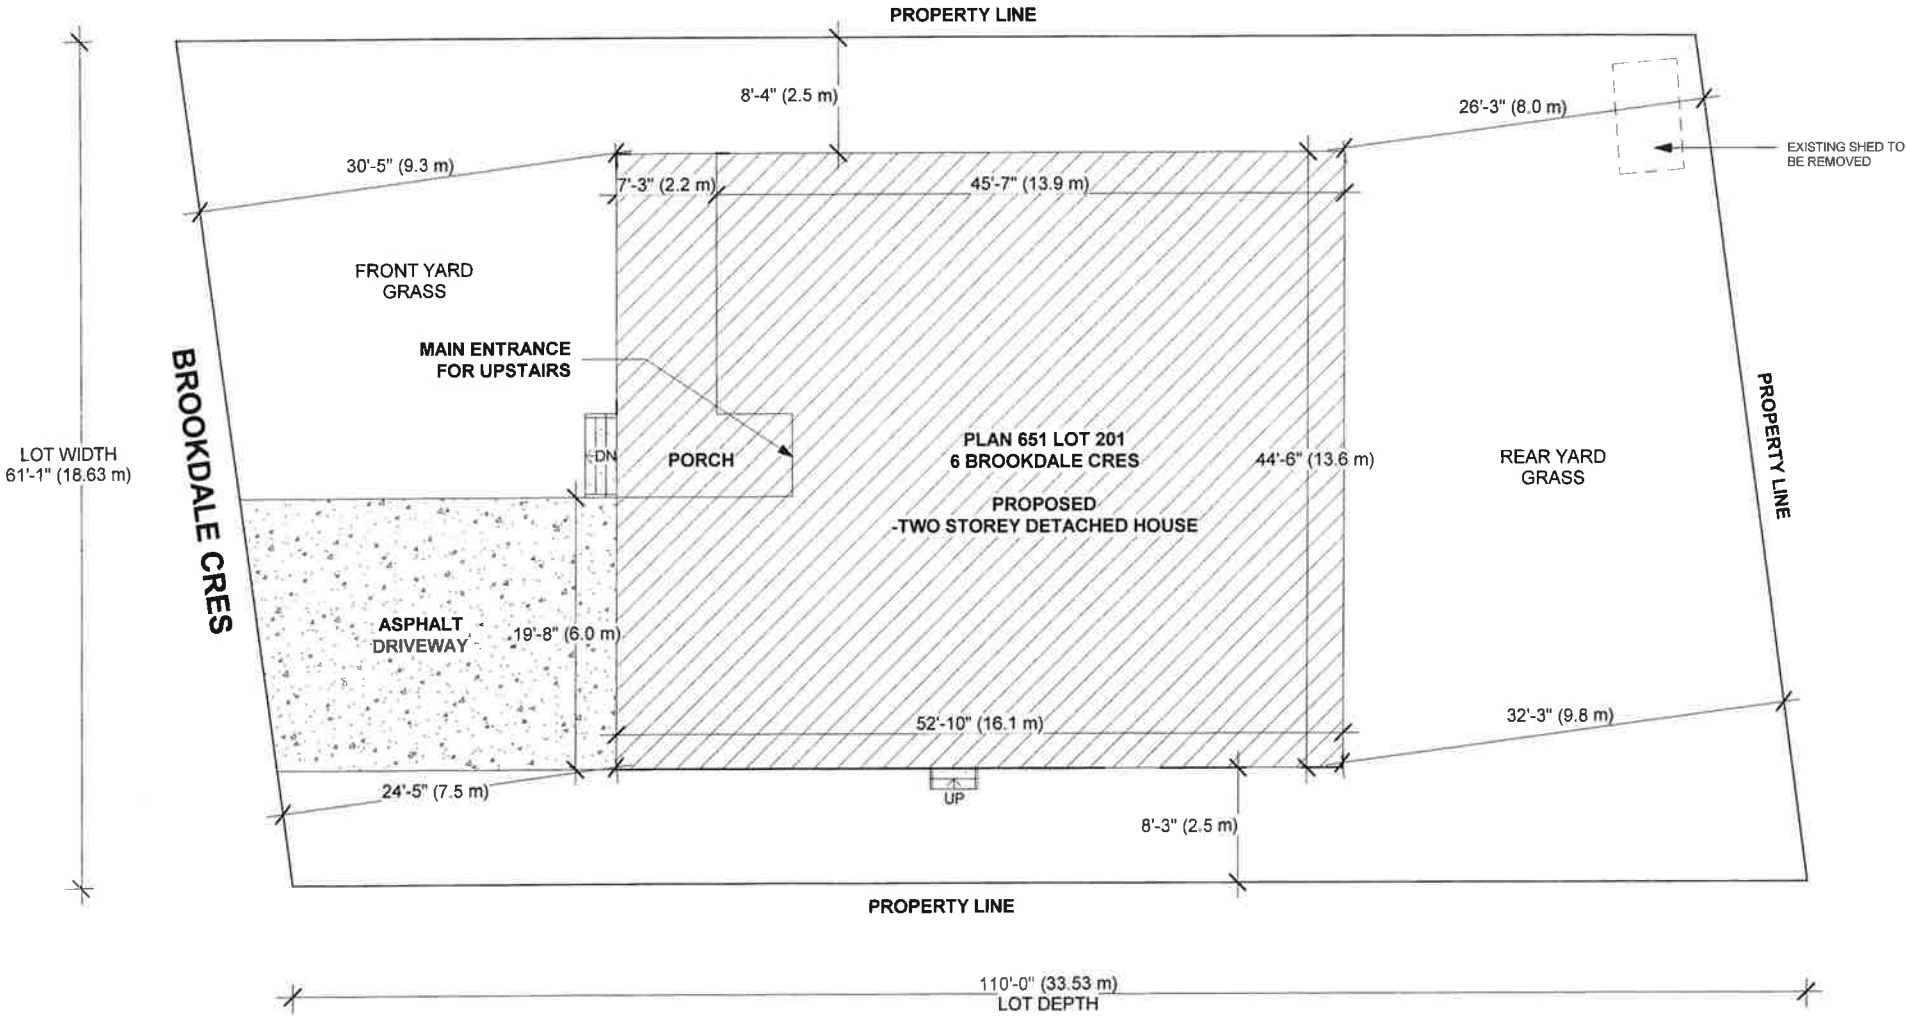 PROPERTY LINE
8'-4" (2.5 m)
26'-3" (8.0 m)
EXISTING SHED TO
BE REMOVED
30'-5" (9.3 m)
7'-3" (2.2 m)
45'-7" (13.9 m)
FRONT YARD
GRASS
MAIN ENTRANCE
FOR UPSTAIRS
BROOKDALE CRES
LOT WIDTH
61'-1" (18.63 m)
DN
PORCH
PLAN 651 LOT 201
6 BROOKDALE CRES
PROPOSED
-TWO STOREY DETACHED HOUSE
44'-6" (13.6 m)
REAR YARD
GRASS
PROPERTY LINE
ASPHALT
DRIVEWAY
19'-8" (6.0 m)
52'-10" (16.1 m)
32'-3" (9.8 m)
24'-5" (7.5 m)
UP
8'-3" (2.5 m)
PROPERTY LINE
110'-0" (33.53 m)
LOT DEPTH